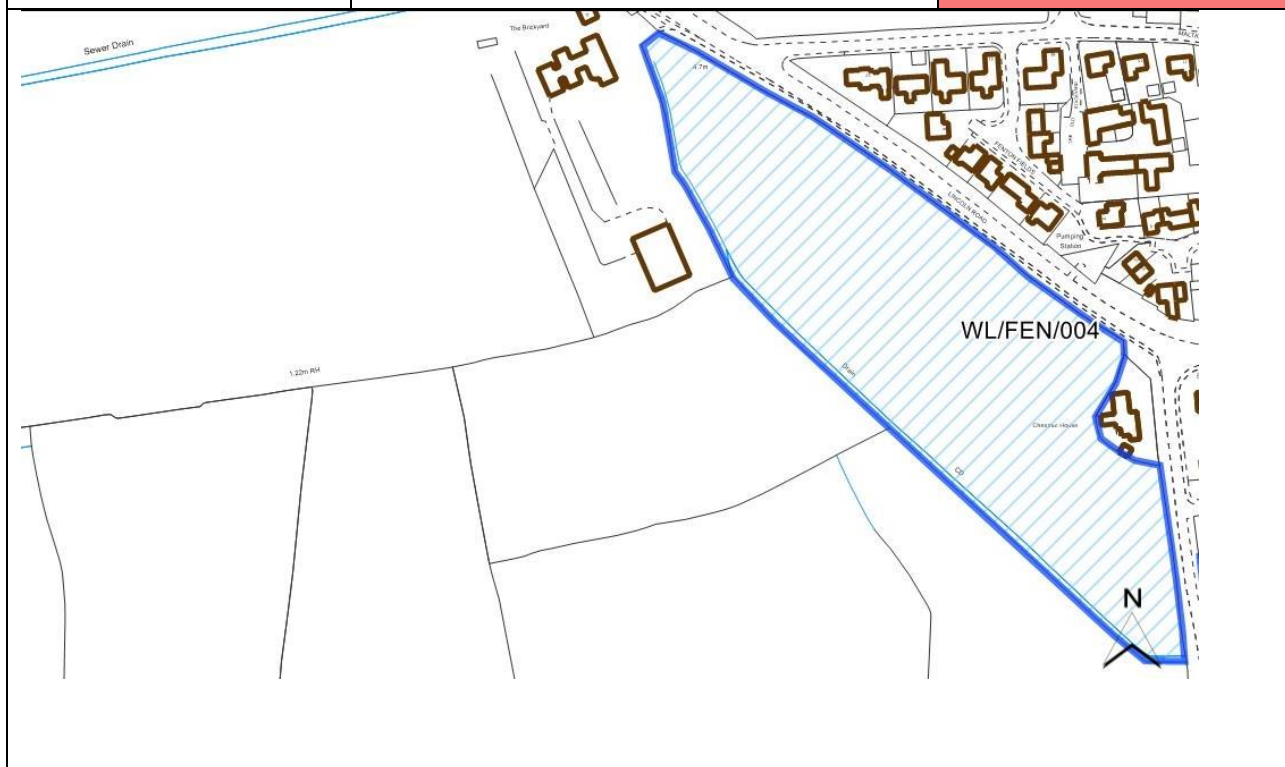 The Brickyard
Sewer Drain
4.7m
FENTON FIELDS
LINCOLN ROAD
Pumping
Station
WL/FEN/004
1.22m RH
Drain
Chestnut House
CD
N